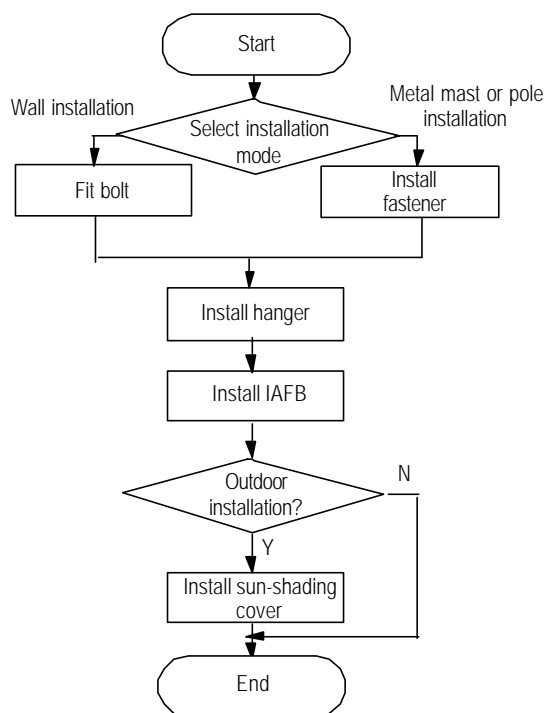 Start
Wall installation
Metal mast or pole
installation
Select installation
mode
Fit bolt
Install
fastener
Install hanger
Install IAFB
Outdoor
installation?
N
Y
Install sun-shading
cover
End